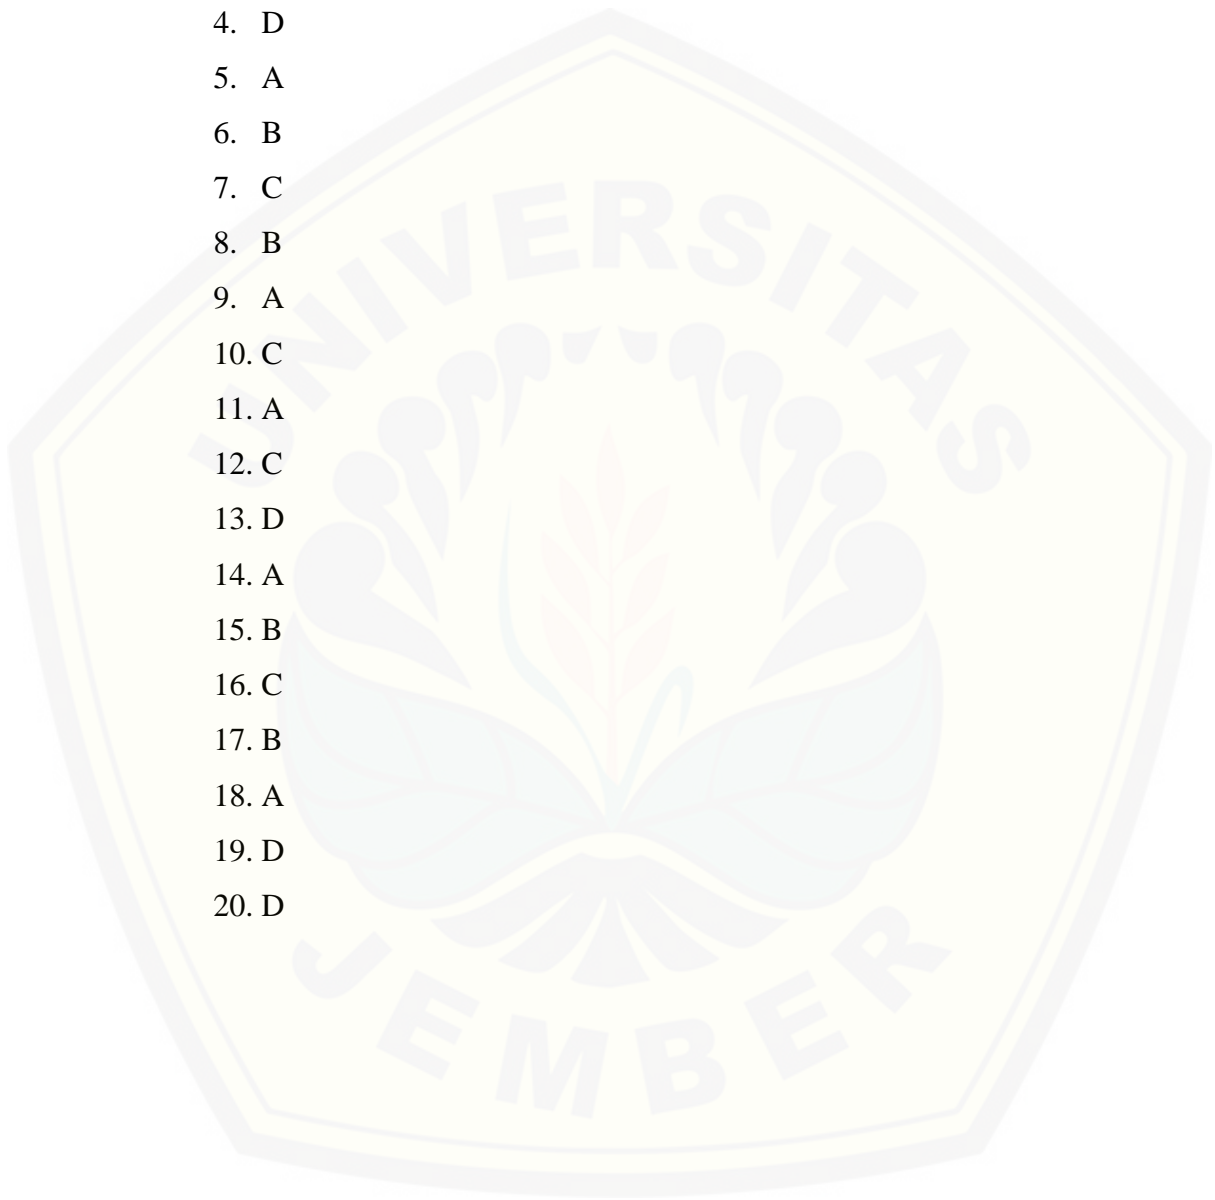 4. D
5. A
6. B
7. C
8. B
9. A
10. C
11. A
12. C
13. D
14. A
15. B
16. C
17. B
18. A
19. D
20. D
UNIVERSITAS
JEMBER